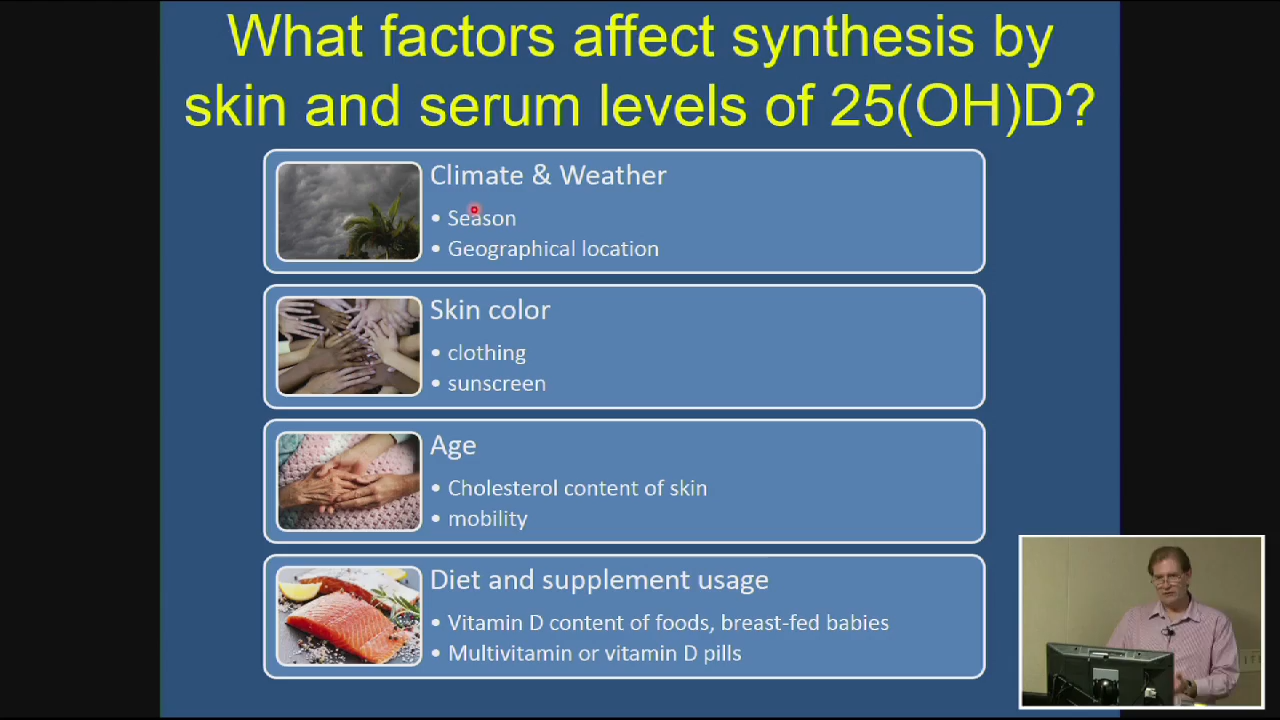 What factors affect synthesis by
skin and serum levels of 25(OH)D?
Climate & Weather
• Season
• Geographical location
Skin color
• clothing
• sunscreen
Age
• Cholesterol content of skin
• mobility
Diet and supplement usage
• Vitamin D content of foods, breast-fed babies
• Multivitamin or vitamin D pills